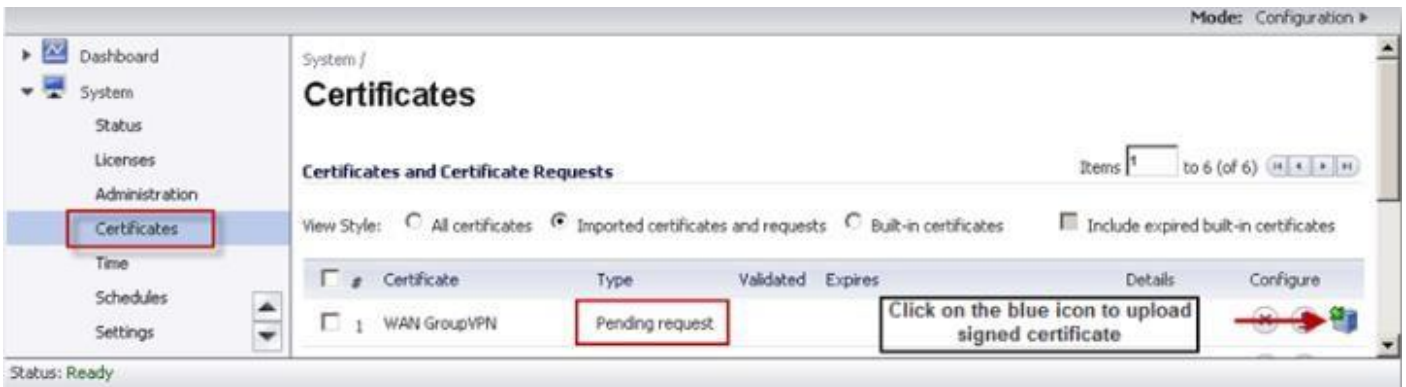 Mode: Configuration
Dashboard
System
Status
Licenses
Administration
Certificates
Time
Schedules
Settings
System /
Certificates
Certificates and Certificate Requests
Items 1 to 6 (of 6)
View Style: All certificates Imported certificates and requests Built-in certificates Include expired built-in certificates
# Certificate Type Validated Expires Details Configure
1 WAN GroupVPN Pending request
Click on the blue icon to upload
signed certificate
Status: Ready